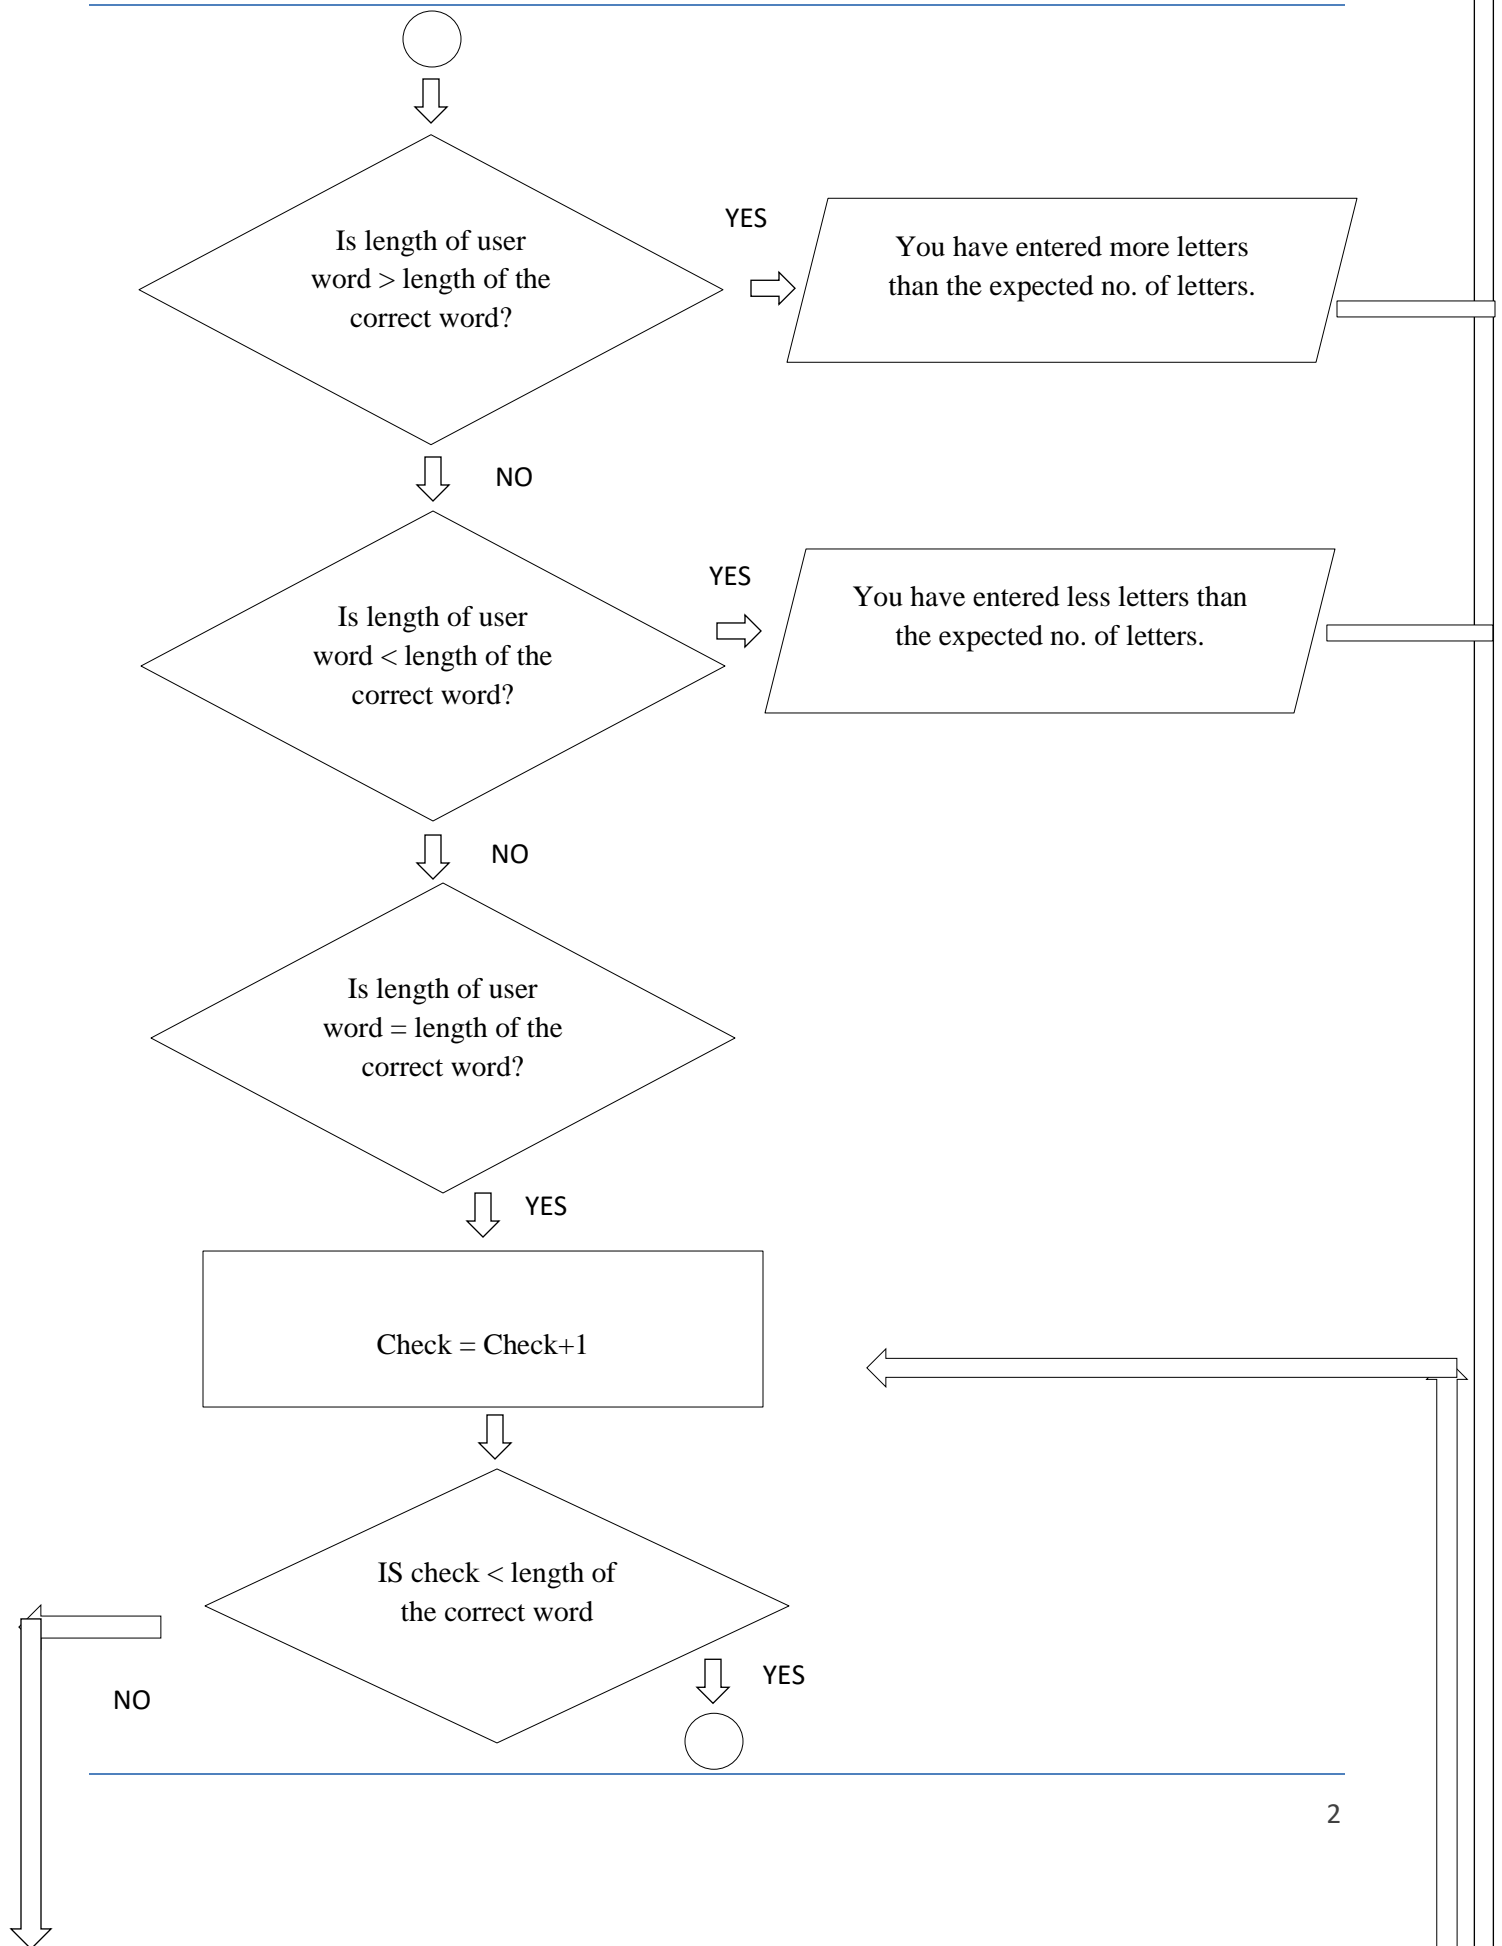 Is length of user
word > length of the
correct word?
YES
You have entered more letters
than the expected no. of letters.
NO
Is length of user
word < length of the
correct word?
YES
You have entered less letters than
the expected no. of letters.
NO
Is length of user
word = length of the
correct word?
YES
Check = Check+1
IS check < length of
the correct word
YES
NO
2